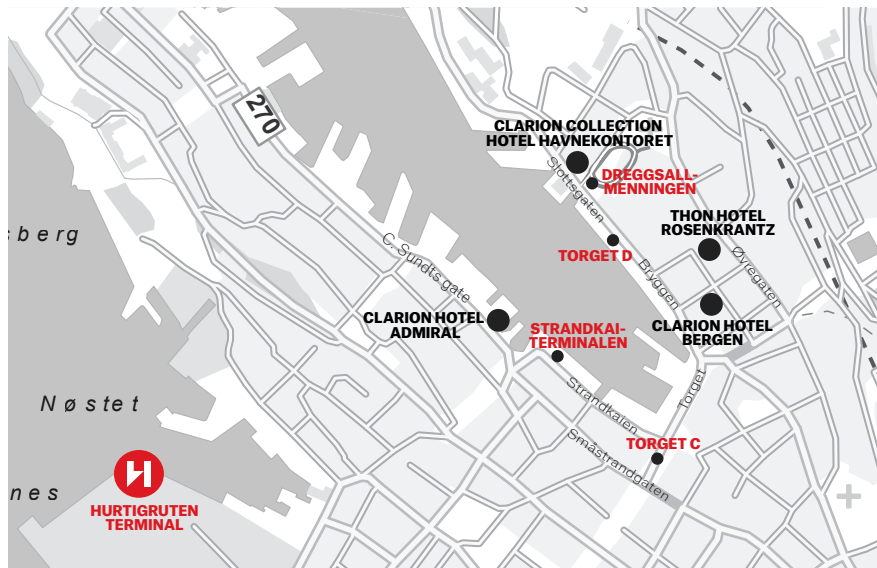 270
CLARION COLLECTION
HOTEL HAVNEKONTORET
Slottsgaten
DREGGSALL-
MENNINGEN
THON HOTEL
ROSENKRANTZ
sberg
TORGET D
Bryggen
Øvregaten
C. Sundts gate
CLARION HOTEL
ADMIRAL
STRANDKAI-
TERMINALEN
CLARION HOTEL
BERGEN
Nøstet
Strandkaien
Torget
Småstrandgaten
TORGET C
nes
HURTIGRUTEN
TERMINAL